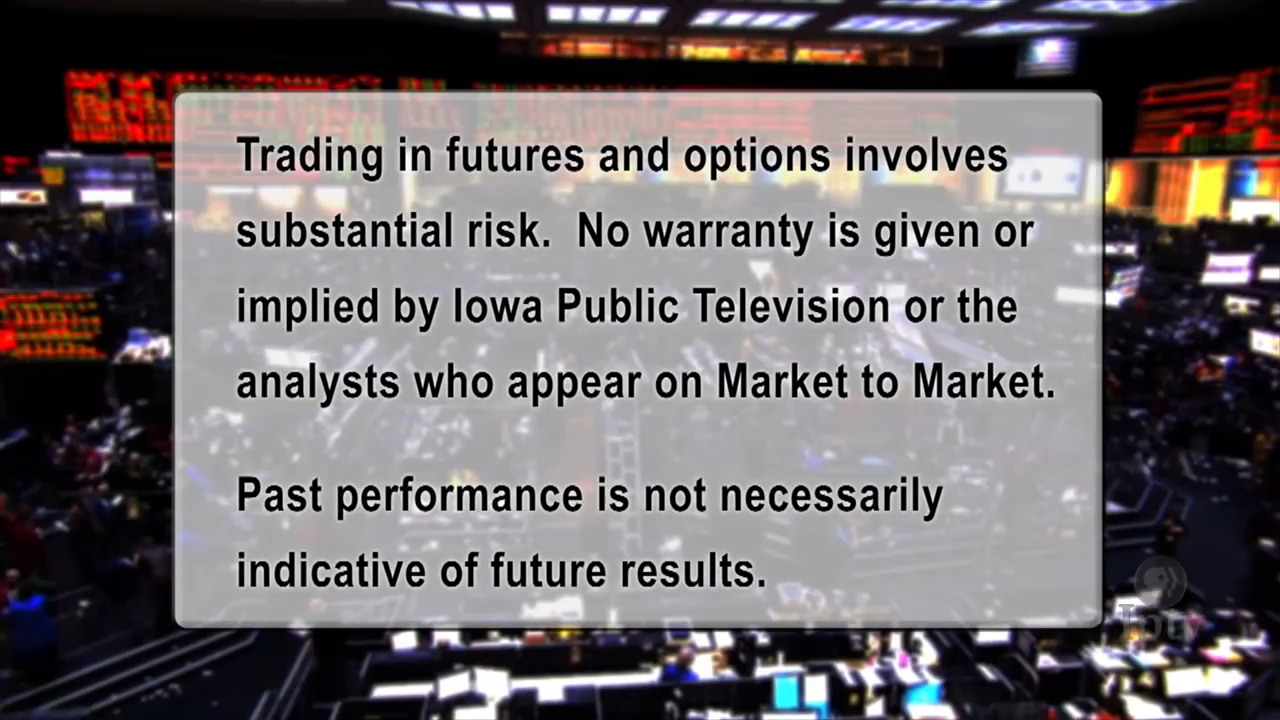 Trading in futures and options involves
substantial risk.  No warranty is given or
implied by Iowa Public Television or the
analysts who appear on Market to Market.
Past performance is not necessarily
indicative of future results.
iptv